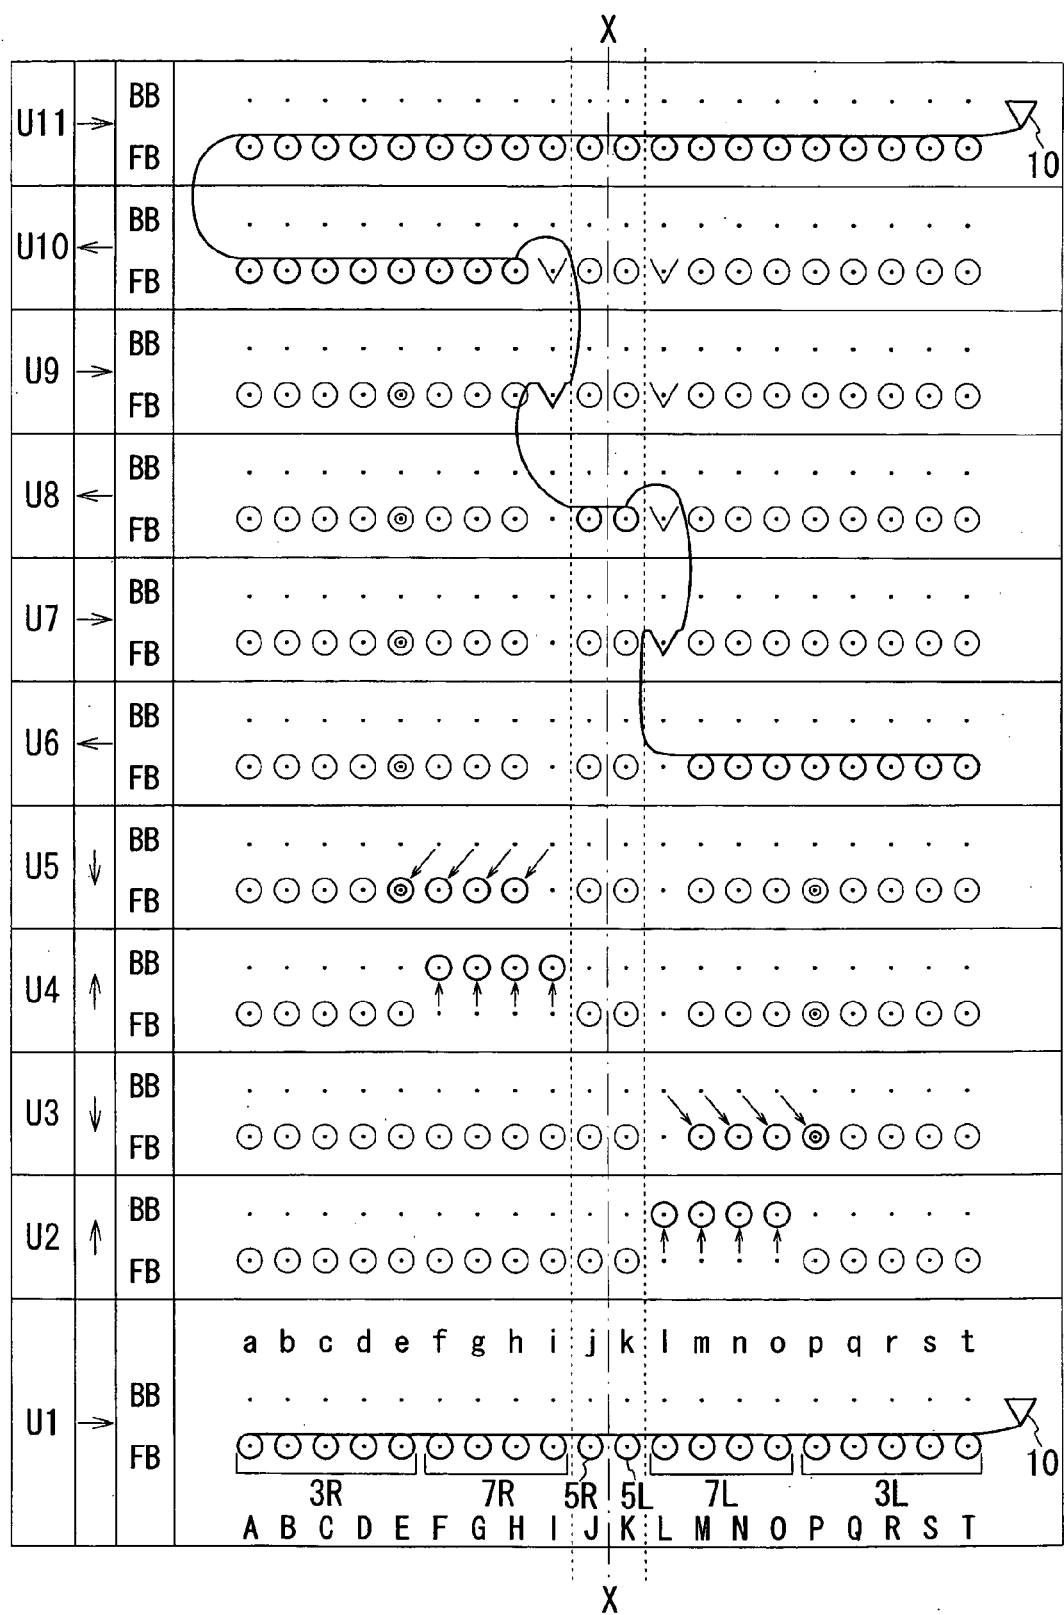 X
U11 BB
FB
10
U10 BB
FB
U9 BB
FB
U8 BB
FB
U7 BB
FB
U6 BB
FB
U5 BB
FB
U4 BB
FB
U3 BB
FB
U2 BB
FB
a b c d e f g h i j k l m n o p q r s t
U1 BB
FB
10
3R 7R 5R 5L 7L 3L
A B C D E F G H I J K L M N O P Q R S T
X